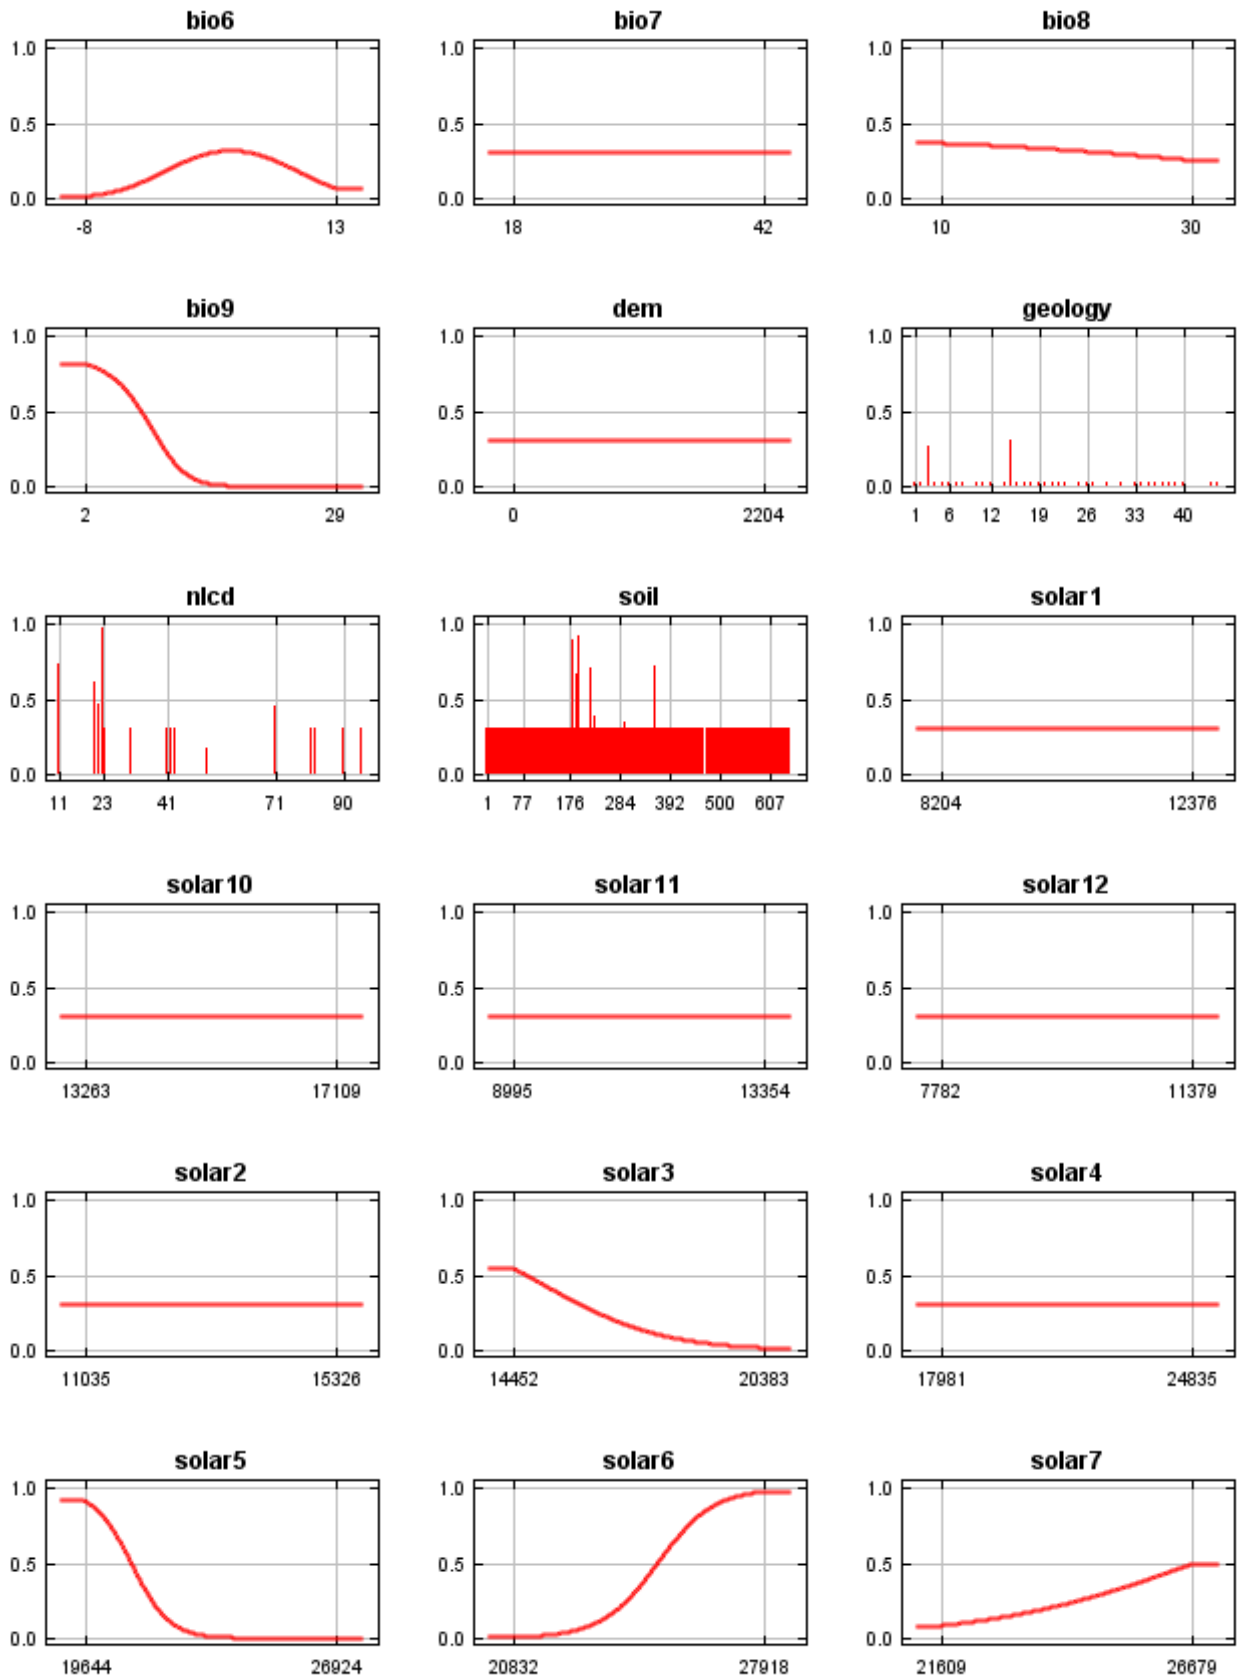 bio6 bio7 bio8
1.0 1.0 1.0
0.5 0.5 0.5
0.0 0.0 0.0
-8 13 18 42 10 30
bio9 dem geology
1.0 1.0 1.0
0.5 0.5 0.5
0.0 0.0 0.0
2 29 0 2204 1 6 12 19 26 33 40
nlcd soil solar1
1.0 1.0 1.0
0.5 0.5 0.5
0.0 0.0 0.0
11 23 41 71 90 1 77 176 284 392 500 607 8204 12376
solar10 solar11 solar12
1.0 1.0 1.0
0.5 0.5 0.5
0.0 0.0 0.0
13263 17109 8995 13354 7782 11379
solar2 solar3 solar4
1.0 1.0 1.0
0.5 0.5 0.5
0.0 0.0 0.0
11035 15326 14452 20383 17981 24835
solar5 solar6 solar7
1.0 1.0 1.0
0.5 0.5 0.5
0.0 0.0 0.0
19644 26924 20832 27918 21609 26679